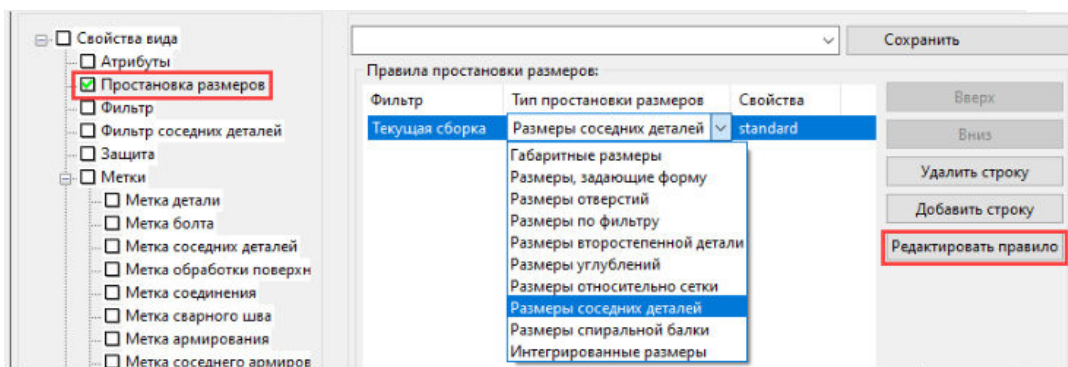 Свойства вида
Атрибуты
Простановка размеров
Фильтр
Фильтр соседних деталей
Защита
Метки
Метка детали
Метка болта
Метка соседних деталей
Метка обработки поверхн
Метка соединения
Метка сварного шва
Метка армирования
Метка соседнего армиров
Сохранить
Правила простановки размеров:
Фильтр Тип простановки размеров Свойства
Текущая сборка Размеры соседних деталей standard
Габаритные размеры
Размеры, задающие форму
Размеры отверстий
Размеры по фильтру
Размеры второстепенной детали
Размеры углублений
Размеры относительно сетки
Размеры соседних деталей
Размеры спиральной балки
Интегрированные размеры
Вверх
Вниз
Удалить строку
Добавить строку
Редактировать правило